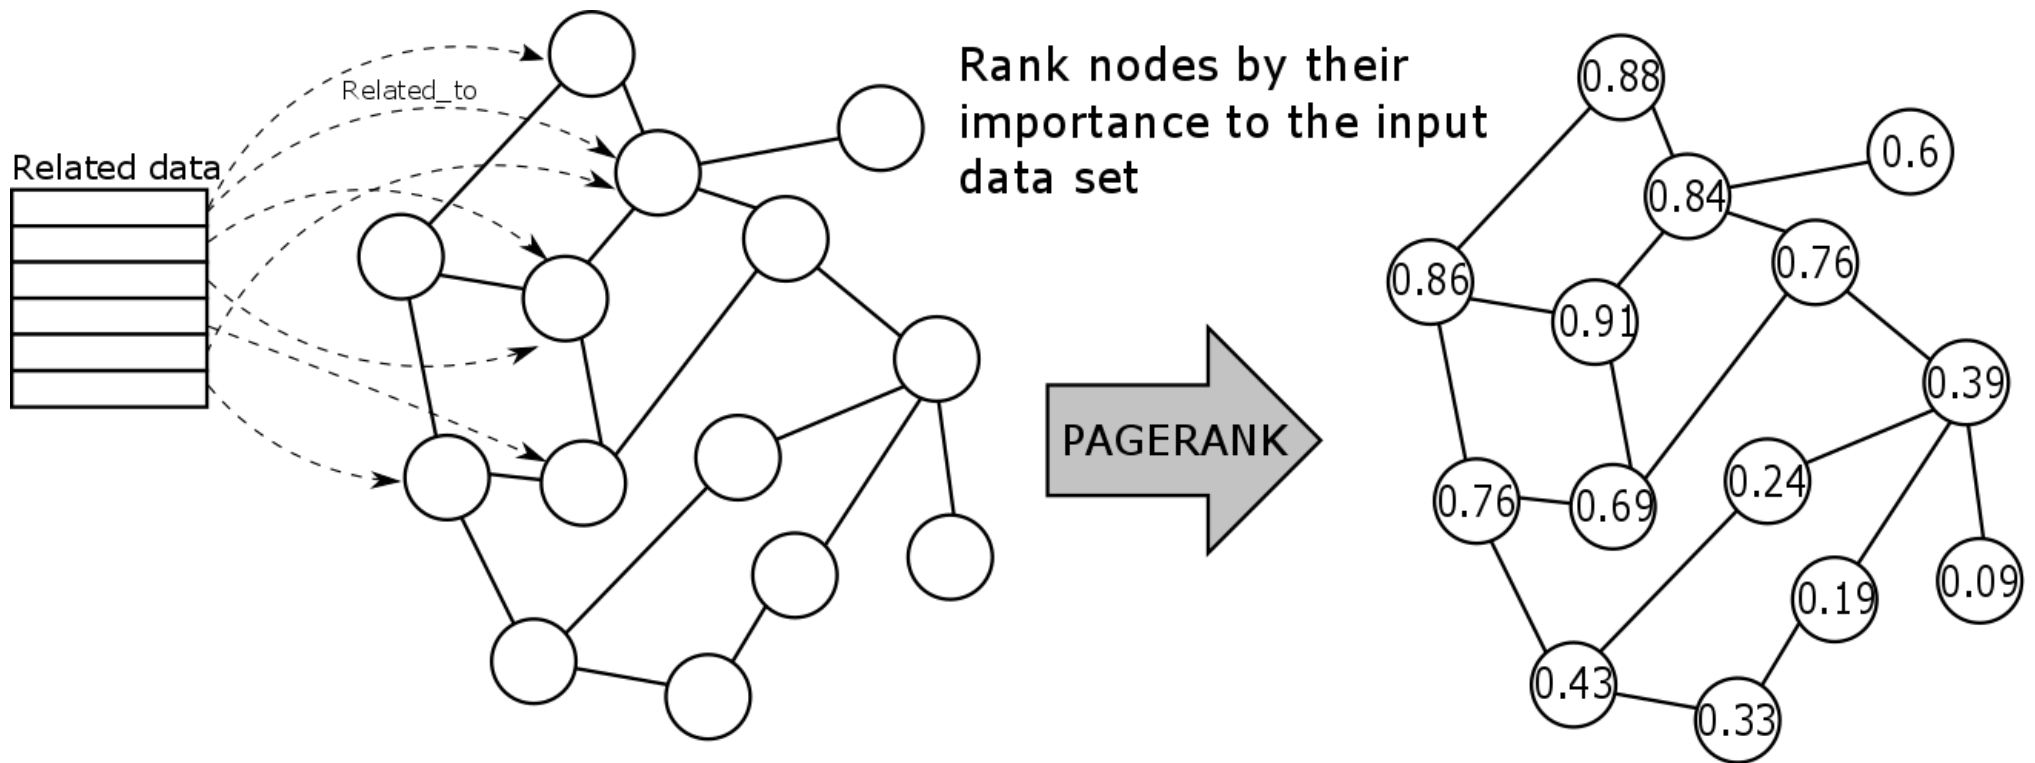 Related_to
Related data
Rank nodes by their
importance to the input
data set
PAGERANK
0.88
0.6
0.84
0.76
0.86
0.91
0.39
0.24
0.76
0.69
0.09
0.19
0.43
0.33